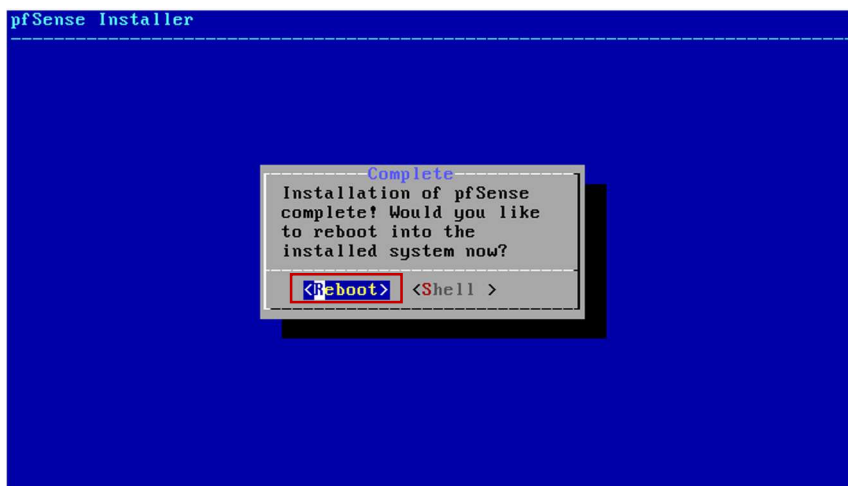 pfSense Installer
Complete
Installation of pfSense
complete! Would you like
to reboot into the
installed system now?
<Reboot> <Shell >